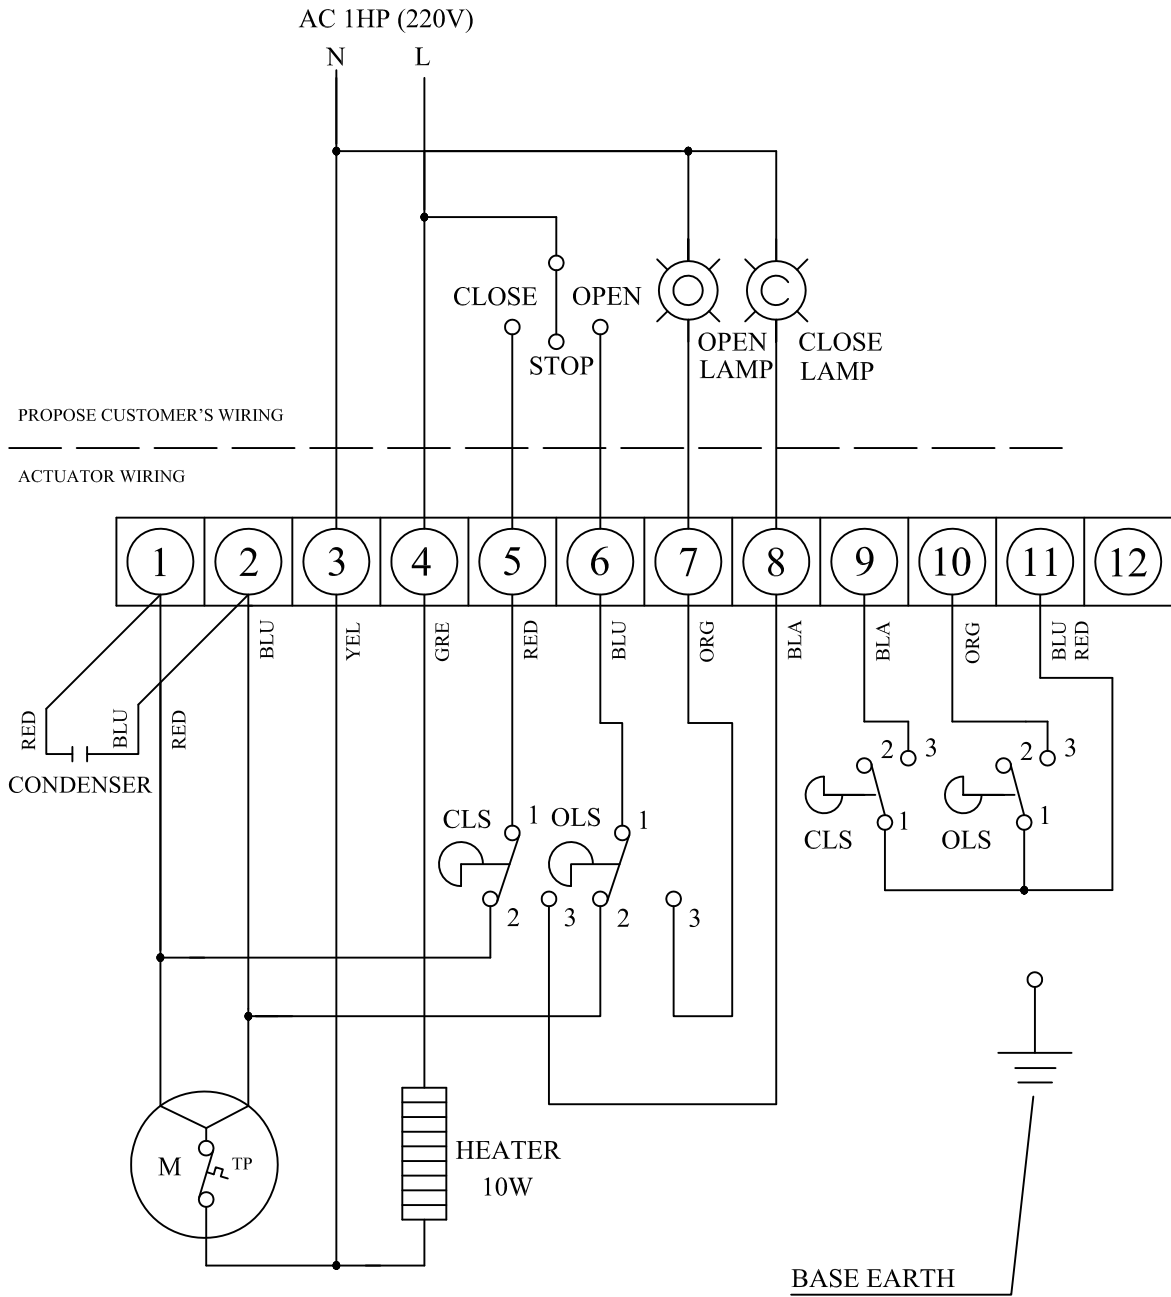 AC 1HP (220V)
N L
CLOSE OPEN
STOP
OPEN LAMP
CLOSE LAMP
PROPOSE CUSTOMER'S WIRING
ACTUATOR WIRING
1 2 3 4 5 6 7 8 9 10 11 12
BLU YEL GRE RED BLU ORG BLA BLA ORG BLU RED
RED BLU RED
CONDENSER
2 3 2 3
1 1
CLS OLS
CLS 1 OLS 1
2 3 2 3
M TP
HEATER
10W
BASE EARTH